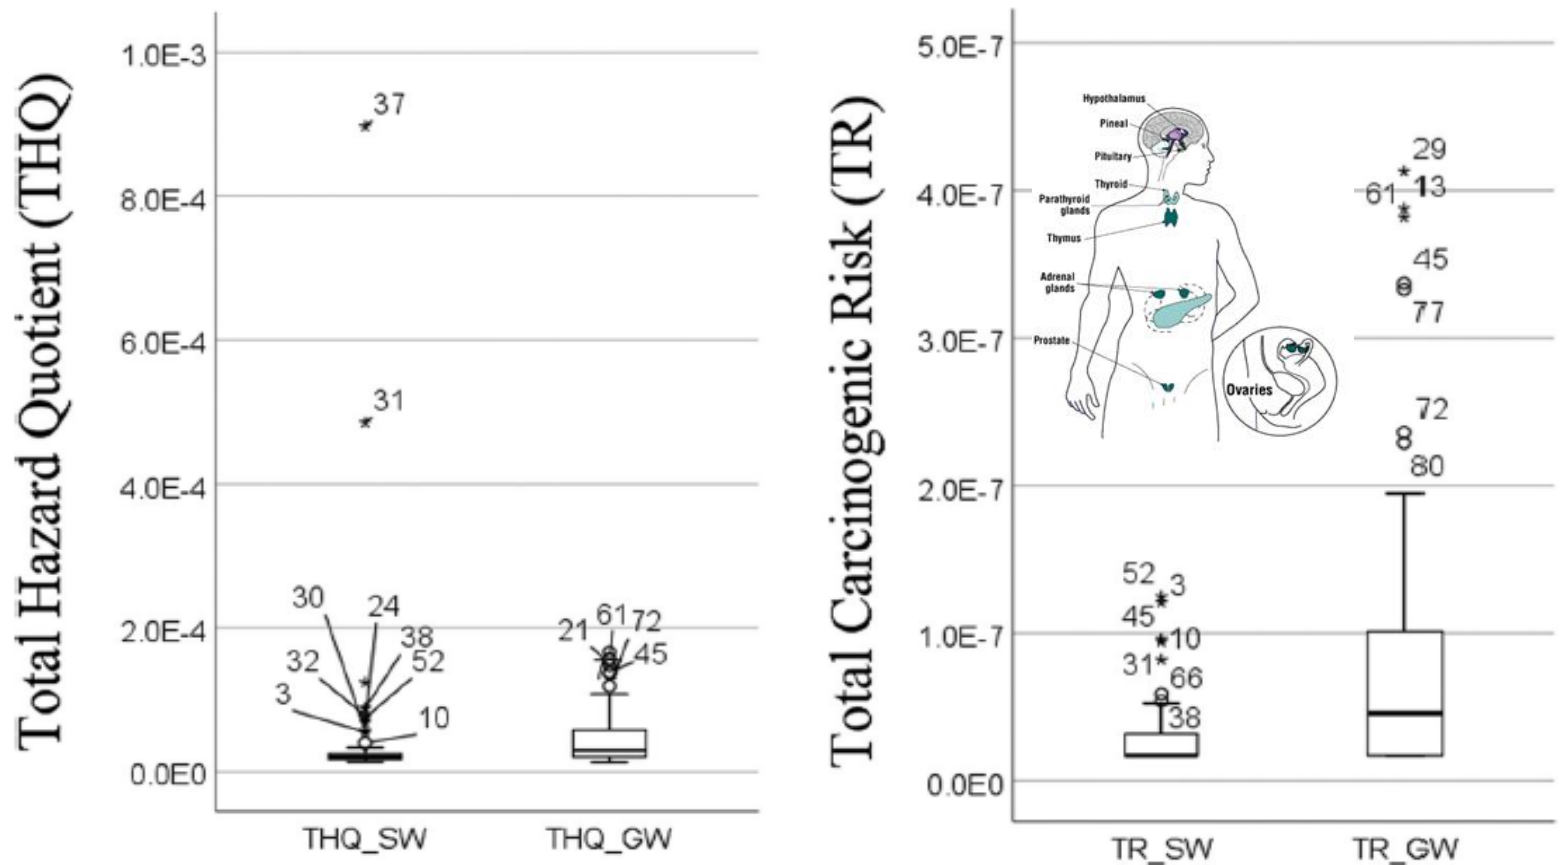 Total Hazard Quotient (THQ)
1.0E-3
8.0E-4
6.0E-4
4.0E-4
2.0E-4
0.0E0
37
31
30
24
38
32
52
3
10
21
61
72
45
THQ_SW
THQ_GW
Total Carcinogenic Risk (TR)
5.0E-7
4.0E-7
3.0E-7
2.0E-7
1.0E-7
0.0E0
Hypothalamus
Pineal
Pituitary
Thyroid
Parathyroid
glands
Thymus
Adrenal
glands
Prostate
Ovaries
29
61
13
45
77
72
80
52
3
45
10
31
66
38
TR_SW
TR_GW